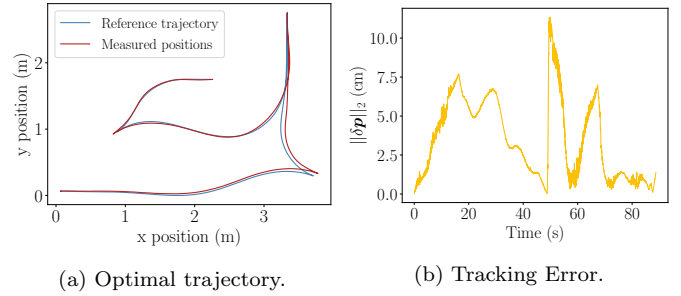 Reference trajectory
Measured positions
y position (m)
2
1
0
0
1
2
3
x position (m)
(a) Optimal trajectory.
||δp||₂ (cm)
10.0
7.5
5.0
2.5
0.0
0
20
40
60
80
Time (s)
(b) Tracking Error.